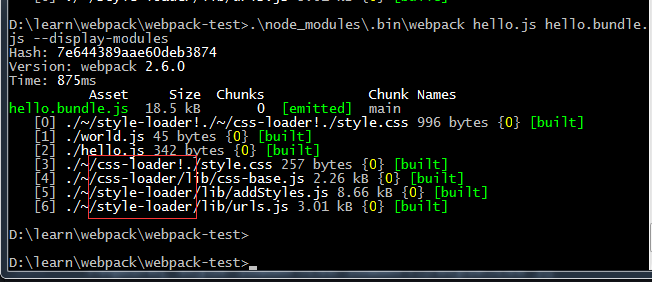 D:\learn\webpack\webpack-test>.\node_modules\.bin\webpack hello.js hello.bundle.
js --display-modules
Hash: 7e644389aae60deb3874
Version: webpack 2.6.0
Time: 875ms
Asset Size Chunks Chunk Names
hello.bundle.js 18.5 kB 0 [emitted] main
[0] ./~/style-loader!./~/css-loader!./style.css 996 bytes {0} [built]
[1] ./world.js 45 bytes {0} [built]
[2] ./hello.js 342 bytes {0} [built]
[3] ./~/css-loader!./style.css 257 bytes {0} [built]
[4] ./~/css-loader/lib/css-base.js 2.26 kB {0} [built]
[5] ./~/style-loader/lib/addStyles.js 8.66 kB {0} [built]
[6] ./~/style-loader/lib/urls.js 3.01 kB {0} [built]
D:\learn\webpack\webpack-test>
D:\learn\webpack\webpack-test>